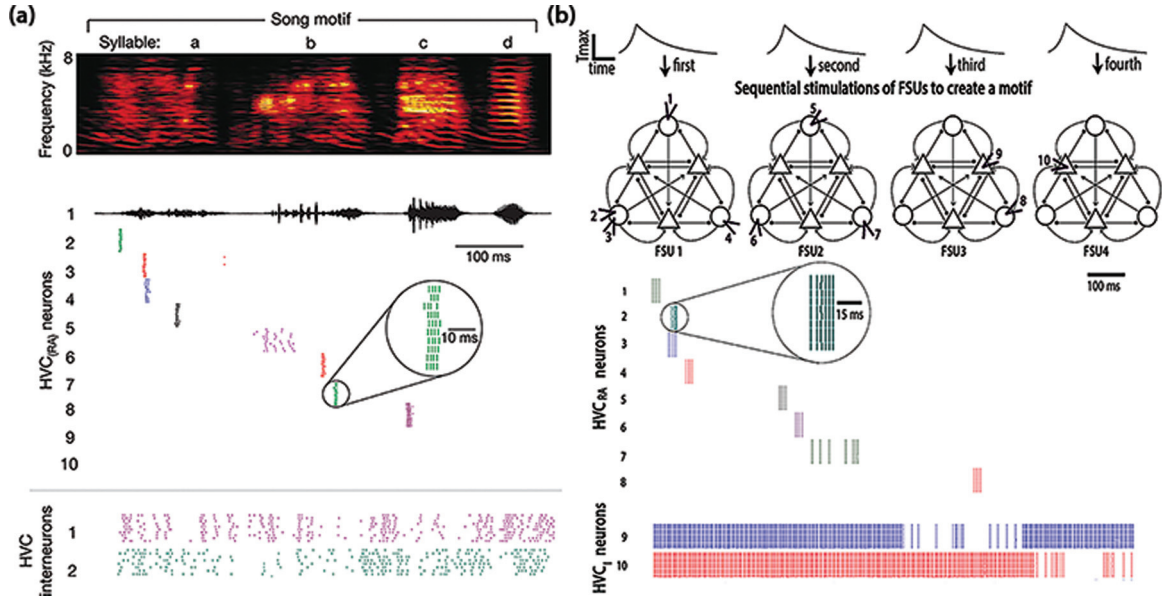 (a)
Song motif
Syllable: a b c d
8
Frequency (kHz)
0
1
100 ms
2
3
4
5
6
7
8
9
10
HVC(RA) neurons
10 ms
1
2
HVC
interneurons
(b)
Tmax
time
first
second
third
fourth
Sequential stimulations of FSUs to create a motif
1
2
3
4
FSU 1
5
6
7
FSU2
9
8
FSU3
10
FSU4
100 ms
1
2
3
4
5
6
7
8
HVCRA neurons
15 ms
9
10
HVCI neurons